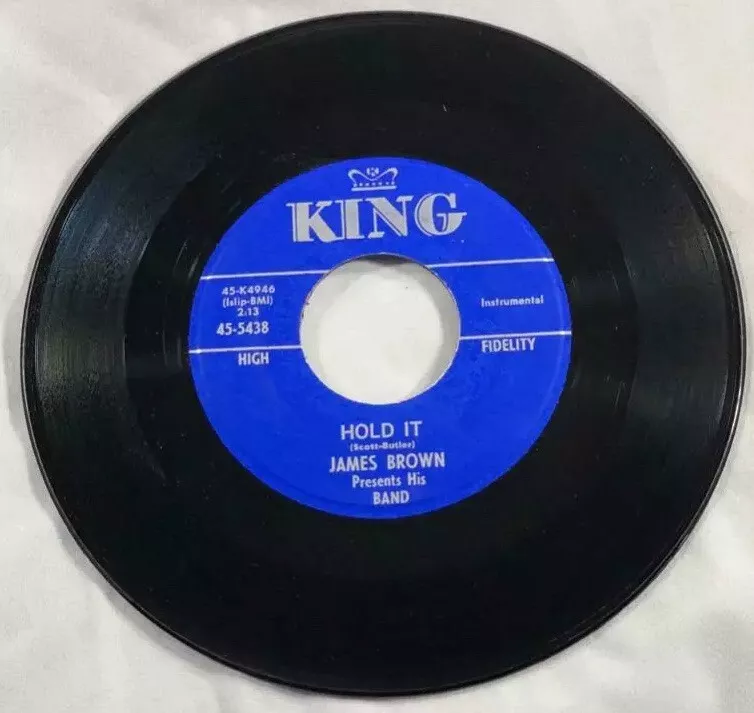 K
KING
45-K4946
(Islip-BMI)
2:13
45-5438
Instrumental
HIGH
FIDELITY
HOLD IT
(Scott-Butler)
JAMES BROWN
Presents His
BAND